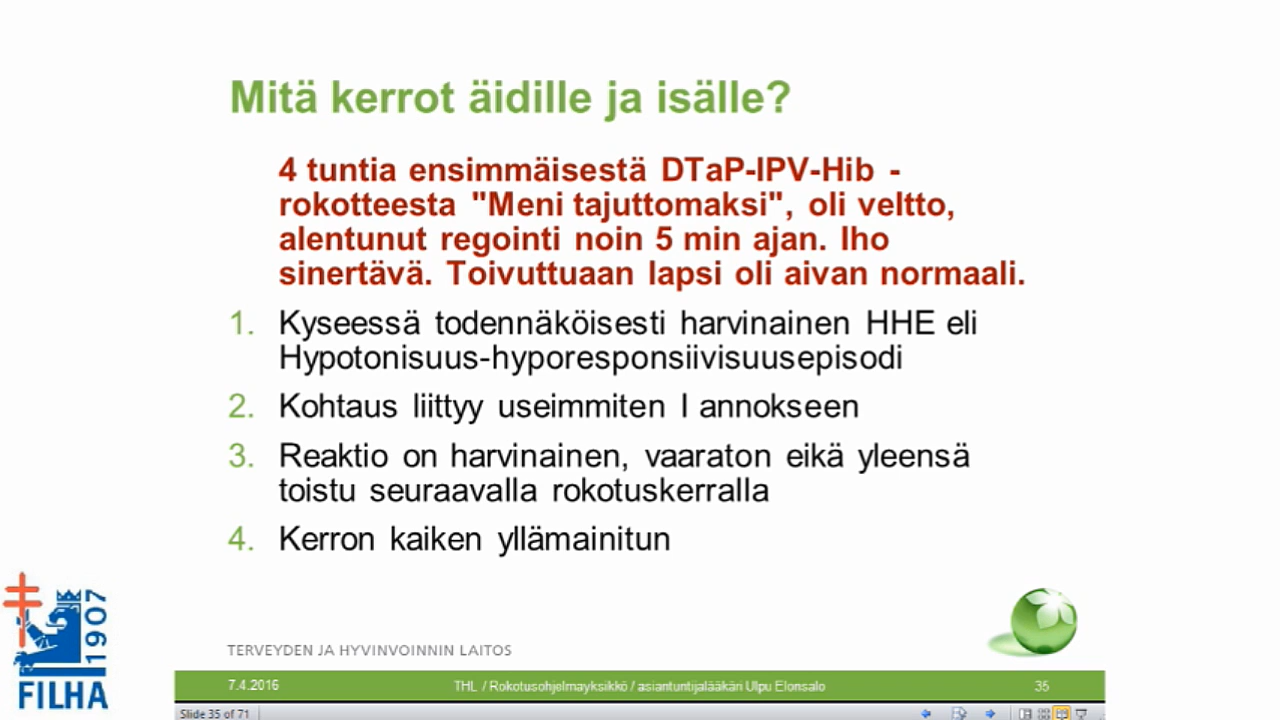 Mitä kerrot äidille ja isälle?
4 tuntia ensimmäisestä DTaP-IPV-Hib -
rokotteesta "Meni tajuttomaksi", oli veltto,
alentunut regointi noin 5 min ajan. Iho
sinertävä. Toivuttuaan lapsi oli aivan normaali.
1. Kyseessä todennäköisesti harvinainen HHE eli
Hypotonisuus-hyporesponsiivisuusepisodi
2. Kohtaus liittyy useimmiten I annokseen
3. Reaktio on harvinainen, vaaraton eikä yleensä
toistu seuraavalla rokotuskerralla
4. Kerron kaiken yllämainitun
1907
FILHA
TERVEYDEN JA HYVINVOINNIN LAITOS
7.4.2016 THL / Rokotusohjelmayksikkö / asiantuntijalääkäri Ulpu Elonsalo 35
Slide 35 of 71